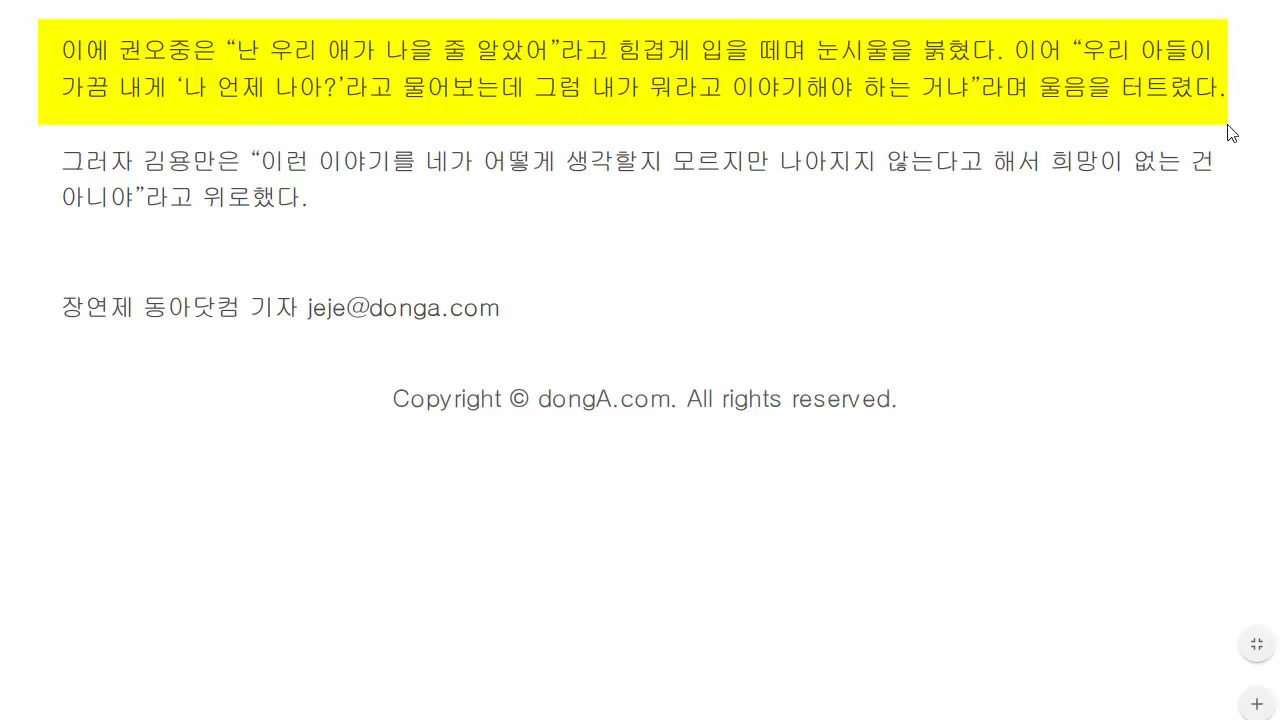 이에 권오중은 “난 우리 애가 나을 줄 알았어”라고 힘겹게 입을 떼며 눈시울을 붉혔다. 이어 “우리 아들이
가끔 내게 ‘나 언제 나아?’라고 물어보는데 그럼 내가 뭐라고 이야기해야 하는 거냐”라며 울음을 터트렸다.
그러자 김용만은 “이런 이야기를 네가 어떻게 생각할지 모르지만 나아지지 않는다고 해서 희망이 없는 건
아니야”라고 위로했다.
장연제 동아닷컴 기자 jeje@donga.com
Copyright © dongA.com. All rights reserved.